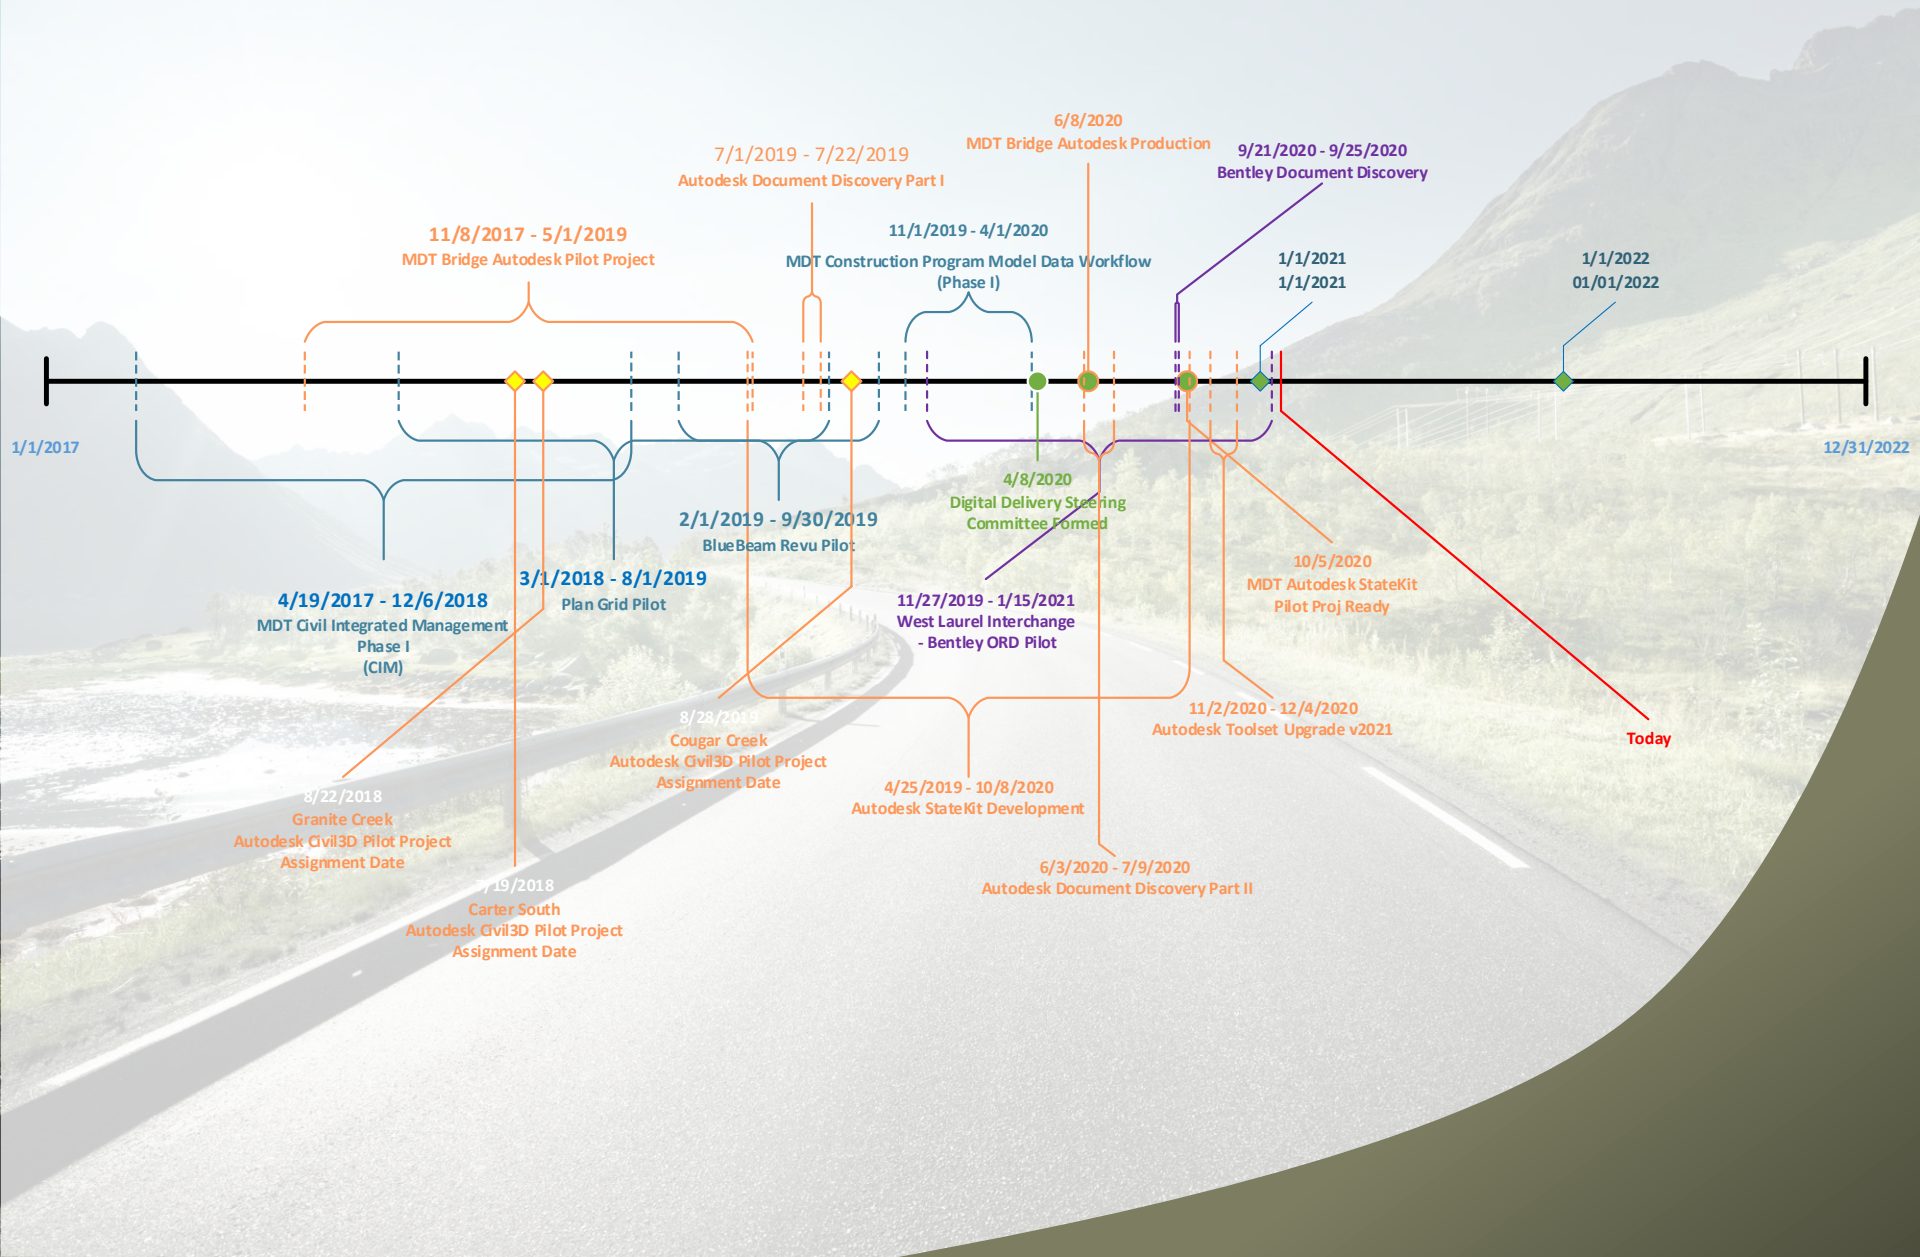 6/8/2020
MDT Bridge Autodesk Production
7/1/2019 - 7/22/2019
Autodesk Document Discovery Part I
9/21/2020 - 9/25/2020
Bentley Document Discovery
11/8/2017 - 5/1/2019
MDT Bridge Autodesk Pilot Project
11/1/2019 - 4/1/2020
MDT Construction Program Model Data Workflow
(Phase I)
1/1/2021
1/1/2021
1/1/2022
01/01/2022
1/1/2017
12/31/2022
4/8/2020
Digital Delivery Steering
Committee Formed
2/1/2019 - 9/30/2019
BlueBeam Revu Pilot
3/1/2018 - 8/1/2019
Plan Grid Pilot
4/19/2017 - 12/6/2018
MDT Civil Integrated Management
Phase I
(CIM)
11/27/2019 - 1/15/2021
West Laurel Interchange
- Bentley ORD Pilot
10/5/2020
MDT Autodesk StateKit
Pilot Proj Ready
8/28/2019
Cougar Creek
Autodesk Civil3D Pilot Project
Assignment Date
11/2/2020 - 12/4/2020
Autodesk Toolset Upgrade v2021
Today
8/22/2018
Granite Creek
Autodesk Civil3D Pilot Project
Assignment Date
4/25/2019 - 10/8/2020
Autodesk StateKit Development
6/3/2020 - 7/9/2020
Autodesk Document Discovery Part II
7/19/2018
Carter South
Autodesk Civil3D Pilot Project
Assignment Date